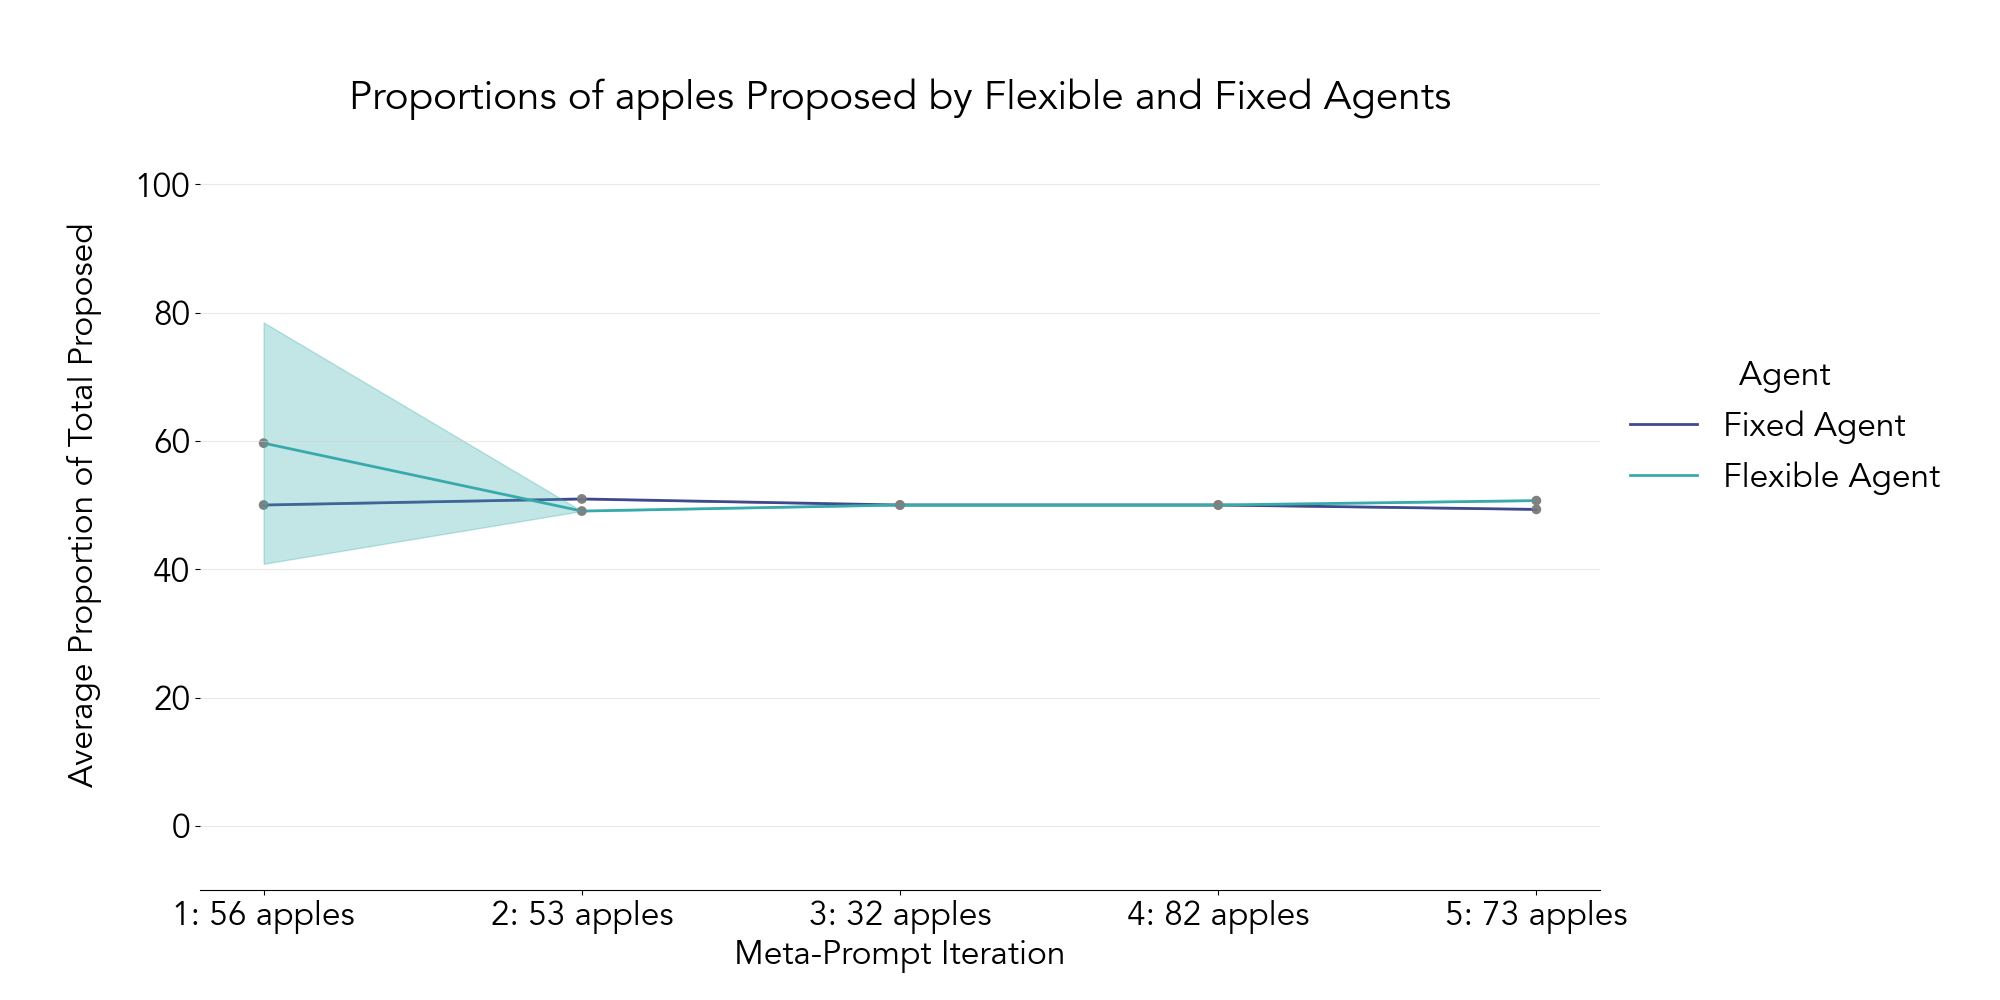 Proportions of apples Proposed by Flexible and Fixed Agents
Average Proportion of Total Proposed
100
80
60
40
20
0
1: 56 apples
2: 53 apples
3: 32 apples
4: 82 apples
5: 73 apples
Meta-Prompt Iteration
Agent
Fixed Agent
Flexible Agent